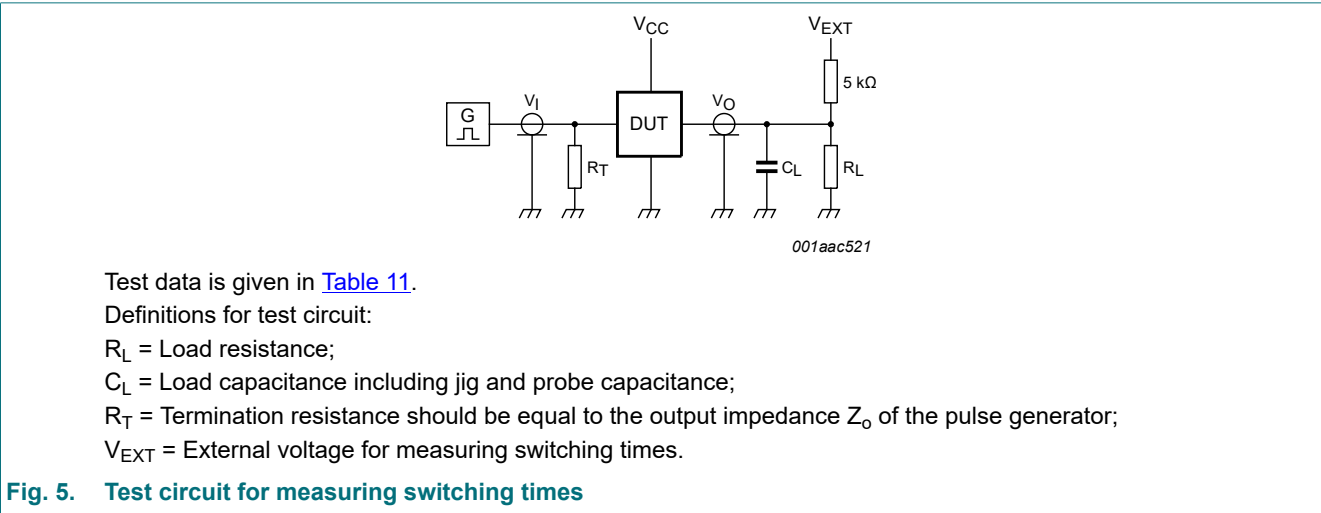 VCC
VEXT
5 kΩ
G
VI
DUT
VO
RT
CL
RL
001aac521
Test data is given in Table 11.
Definitions for test circuit:
RL = Load resistance;
CL = Load capacitance including jig and probe capacitance;
RT = Termination resistance should be equal to the output impedance Zo of the pulse generator;
VEXT = External voltage for measuring switching times.
Fig. 5. Test circuit for measuring switching times